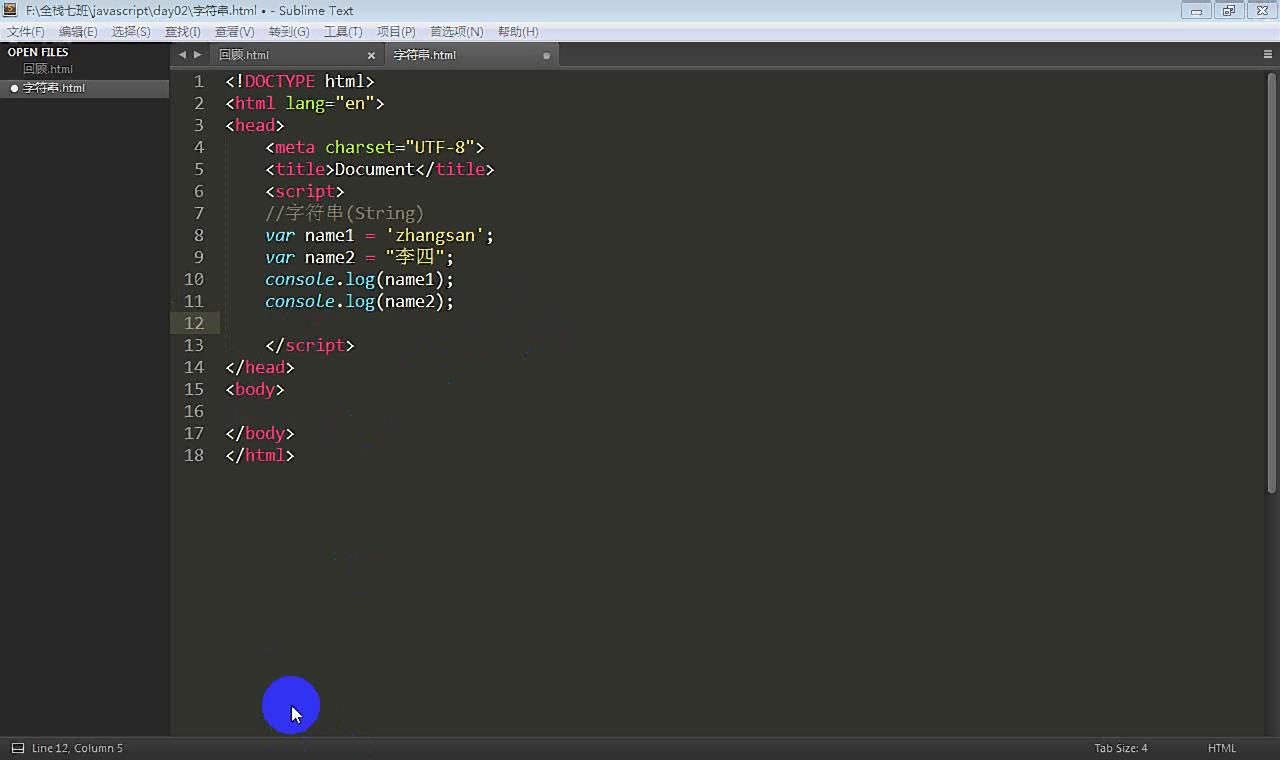 F:\全栈七班\javascript\day02\字符串.html • - Sublime Text
文件(F) 编辑(E) 选择(S) 查找(I) 查看(V) 转到(G) 工具(T) 项目(P) 首选项(N) 帮助(H)
OPEN FILES
回顾.html
字符串.html
回顾.html
字符串.html
1 <!DOCTYPE html>
2 <html lang="en">
3 <head>
4 <meta charset="UTF-8">
5 <title>Document</title>
6 <script>
7 //字符串(String)
8 var name1 = 'zhangsan';
9 var name2 = "李四";
10 console.log(name1);
11 console.log(name2);
12
13 </script>
14 </head>
15 <body>
16
17 </body>
18 </html>
Line 12, Column 5 Tab Size: 4 HTML